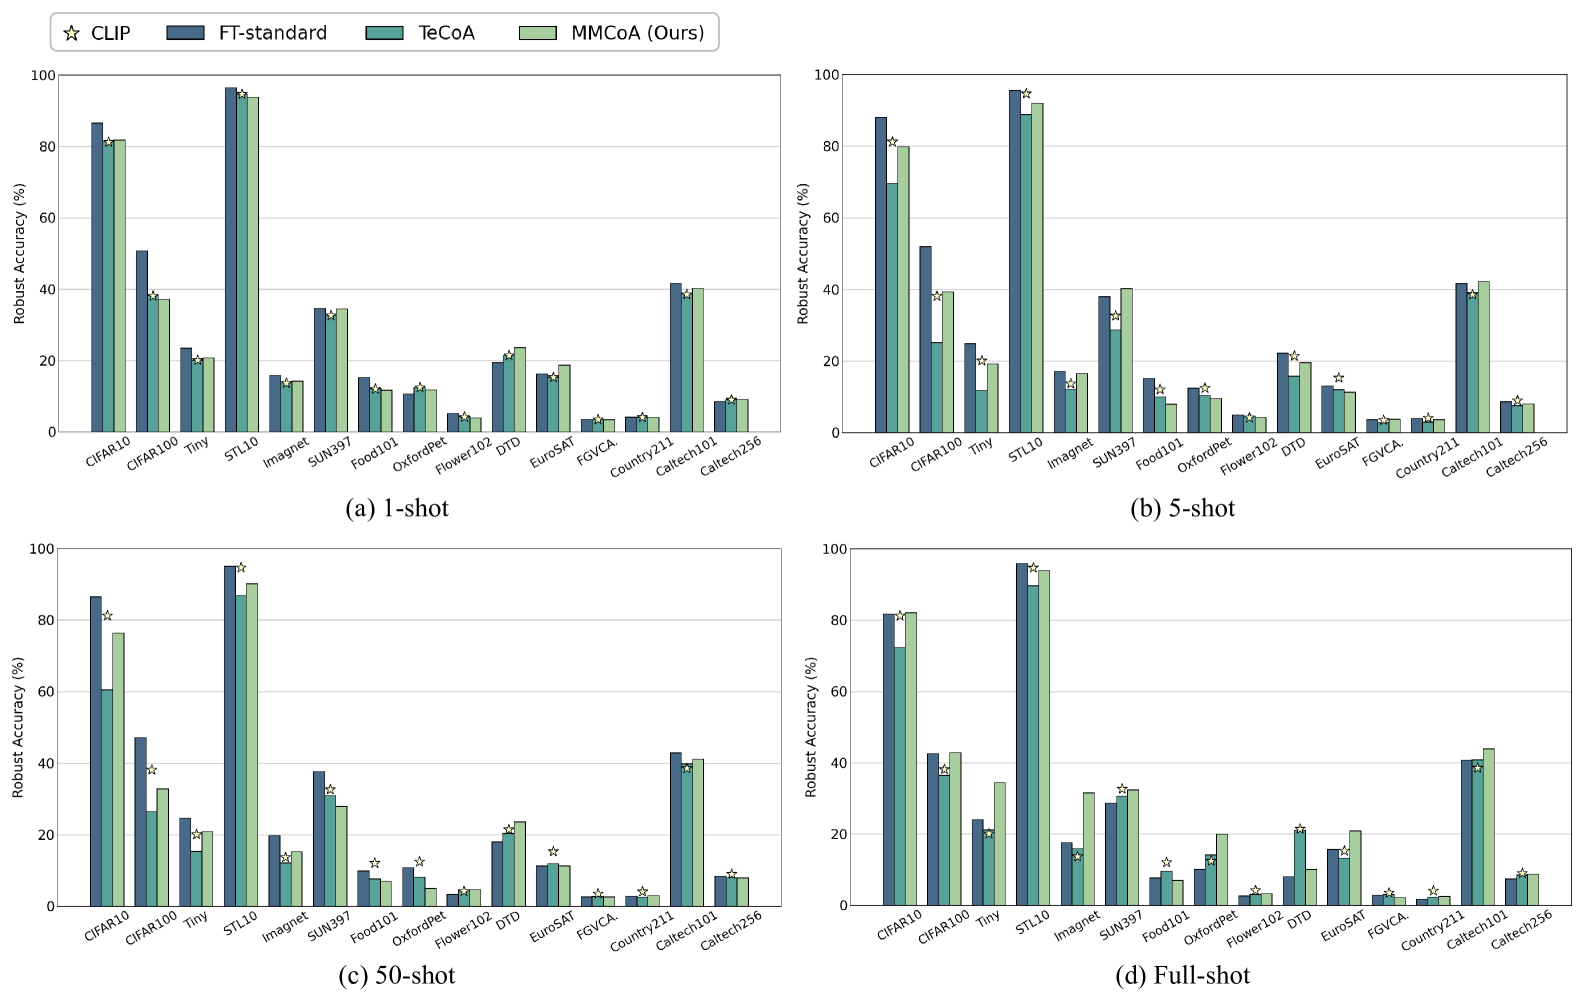 CLIP FT-standard TeCoA MMCoA (Ours)
Robust Accuracy (%)
100
80
60
40
20
0
CIFAR10 CIFAR100 Tiny STL10 Imagnet SUN397 Food101 OxfordPet Flower102 DTD EuroSAT FGVCA. Country211 Caltech101 Caltech256
(a) 1-shot
Robust Accuracy (%)
100
80
60
40
20
0
CIFAR10 CIFAR100 Tiny STL10 Imagnet SUN397 Food101 OxfordPet Flower102 DTD EuroSAT FGVCA. Country211 Caltech101 Caltech256
(b) 5-shot
Robust Accuracy (%)
100
80
60
40
20
0
CIFAR10 CIFAR100 Tiny STL10 Imagnet SUN397 Food101 OxfordPet Flower102 DTD EuroSAT FGVCA. Country211 Caltech101 Caltech256
(c) 50-shot
Robust Accuracy (%)
100
80
60
40
20
0
CIFAR10 CIFAR100 Tiny STL10 Imagnet SUN397 Food101 OxfordPet Flower102 DTD EuroSAT FGVCA. Country211 Caltech101 Caltech256
(d) Full-shot